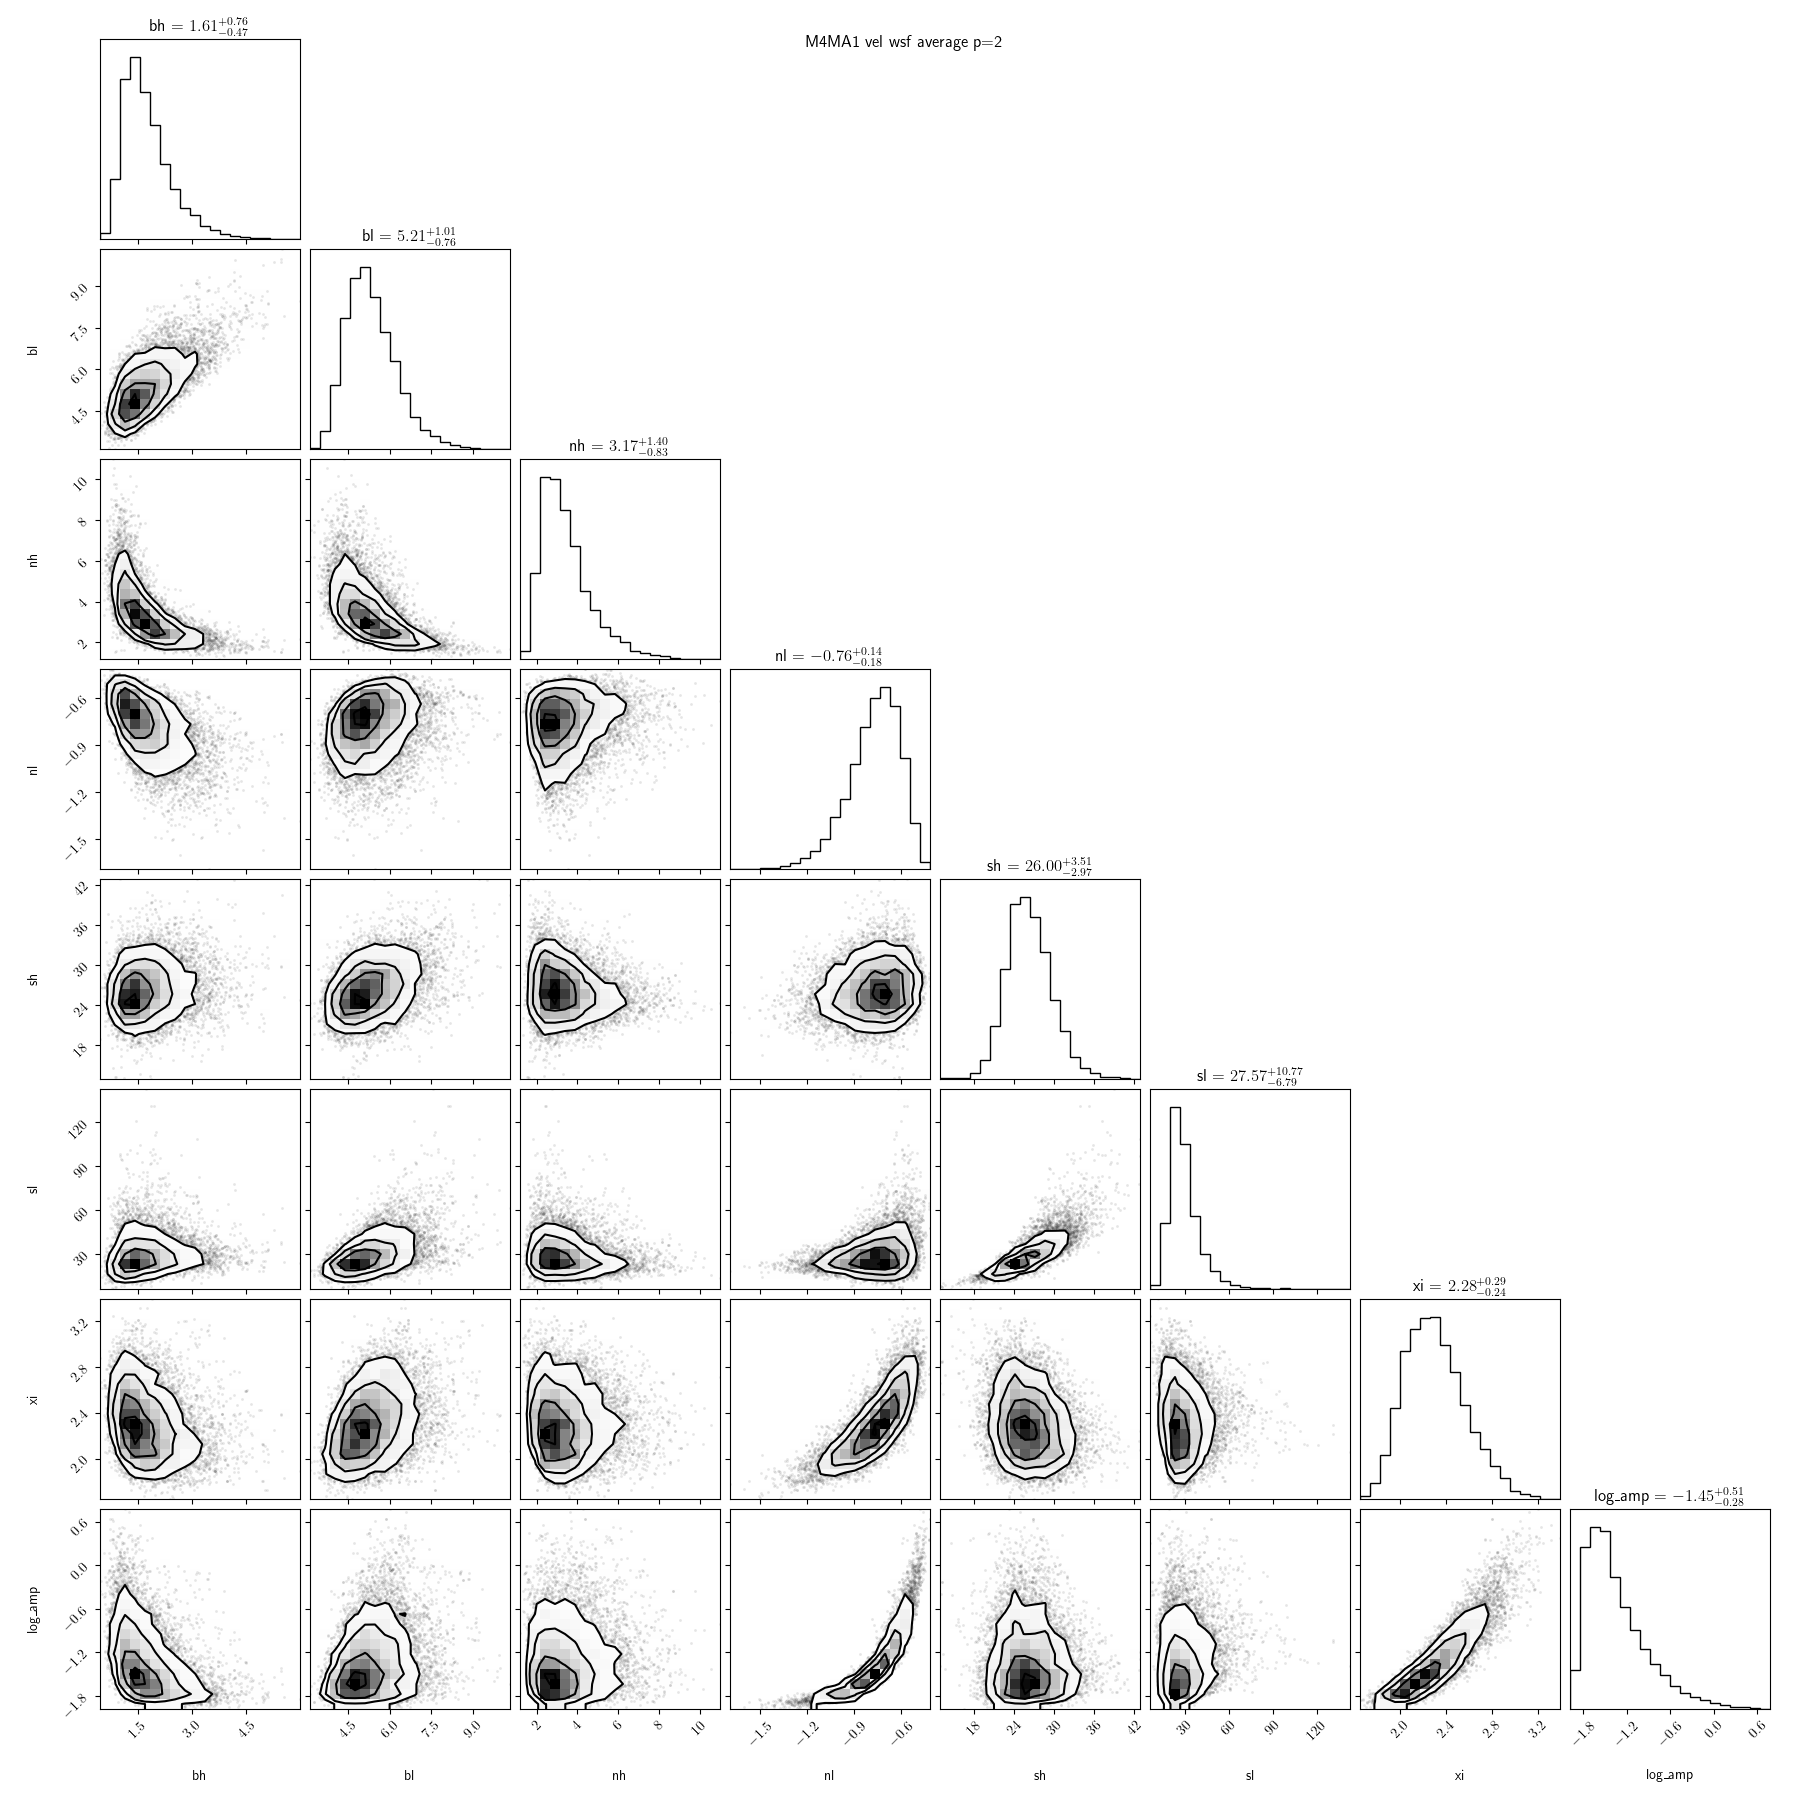 bh = 1.61^{+0.76}_{-0.47}
M4MA1 vel wsf average p=2
bl = 5.21^{+1.01}_{-0.76}
9.0
7.5
6.0
4.5
bl
nh = 3.17^{+1.40}_{-0.83}
10
8
6
4
2
nh
nl = −0.76^{+0.14}_{-0.18}
−0.6
−0.9
−1.2
−1.5
nl
sh = 26.00^{+3.51}_{-2.97}
42
36
30
24
18
sh
sl = 27.57^{+10.77}_{-6.79}
120
90
60
30
sl
xi = 2.28^{+0.29}_{-0.24}
3.2
2.8
2.4
2.0
xi
log_amp = −1.45^{+0.51}_{-0.28}
0.6
0.0
−0.6
−1.2
−1.8
log_amp
1.5 3.0 4.5 4.5 6.0 7.5 9.0 2 4 6 8 10 −1.5 −1.2 −0.9 −0.6 18 24 30 36 42 30 60 90 120 2.0 2.4 2.8 3.2 −1.8 −1.2 −0.6 0.0 0.6
bh bl nh nl sh sl xi log_amp